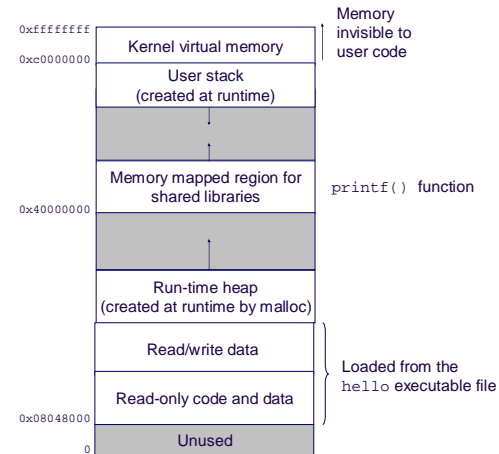 Memory
invisible to
user code
0xffffffff
Kernel virtual memory
0xc0000000
User stack
(created at runtime)
Memory mapped region for
shared libraries
printf() function
0x40000000
Run-time heap
(created at runtime by malloc)
Read/write data
Loaded from the
hello executable file
Read-only code and data
0x08048000
Unused
0